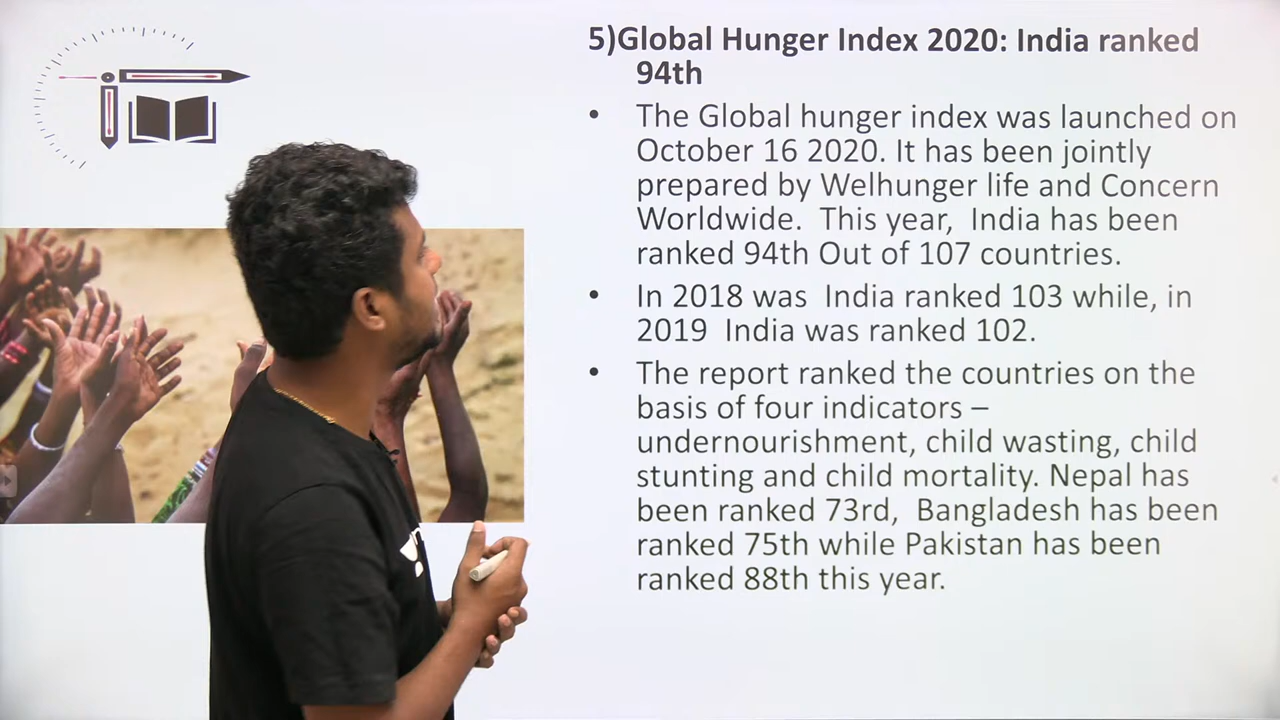 5)Global Hunger Index 2020: India ranked
94th
• The Global hunger index was launched on
October 16 2020. It has been jointly
prepared by Welhunger life and Concern
Worldwide. This year, India has been
ranked 94th Out of 107 countries.
• In 2018 was India ranked 103 while, in
2019 India was ranked 102.
• The report ranked the countries on the
basis of four indicators –
undernourishment, child wasting, child
stunting and child mortality. Nepal has
been ranked 73rd, Bangladesh has been
ranked 75th while Pakistan has been
ranked 88th this year.